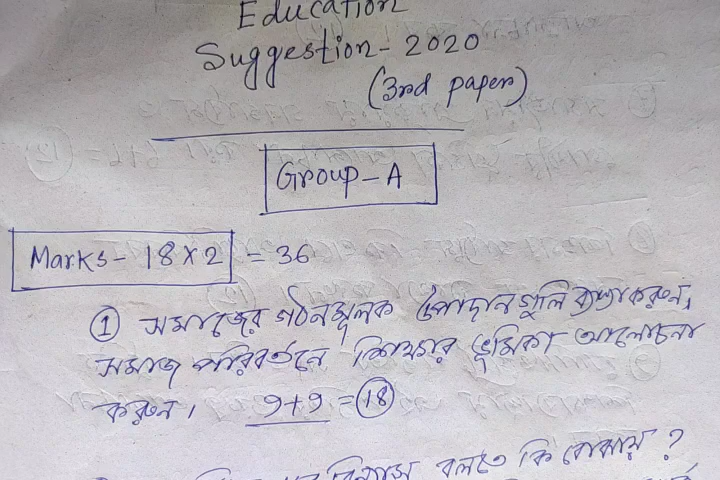 Education
Suggestion - 2020
(3rd paper)
Group - A
Marks - 18 x 2 = 36
① সমাজের গঠনমূলক উপাদানগুলি ব্যাখ্যা করুন,
সমাজ পরিবর্তনে শিক্ষার ভূমিকা আলোচনা
করুন। 9+9 = 18
বলতে কি বোঝায় ?